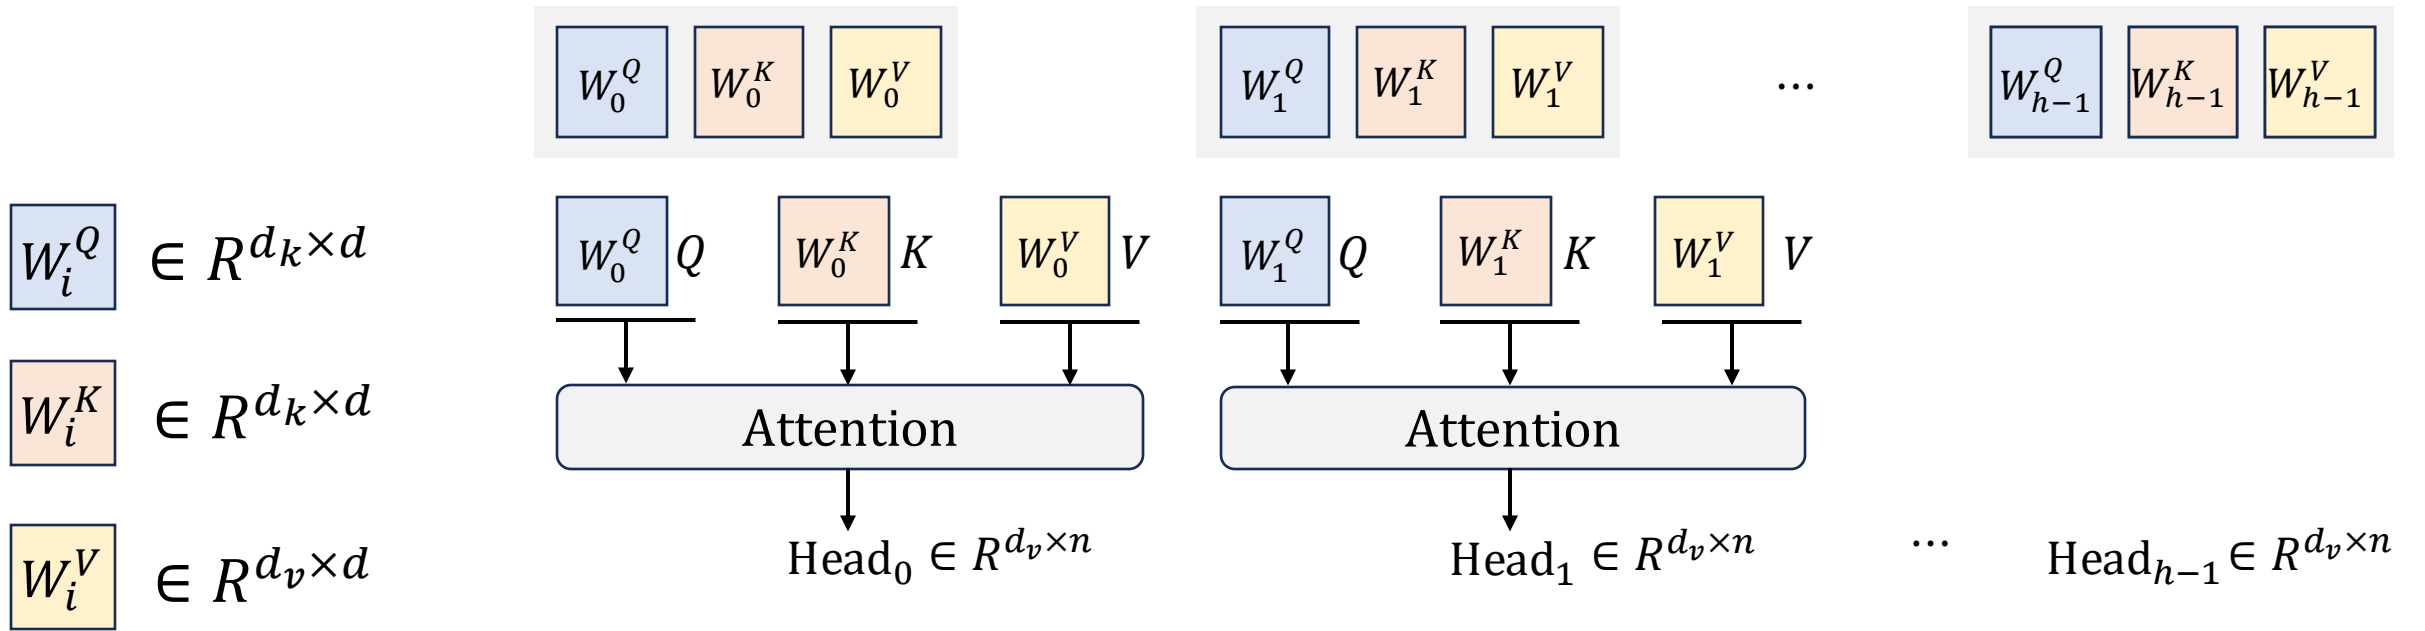 W_0^Q W_0^K W_0^V W_1^Q W_1^K W_1^V ⋯ W_{h−1}^Q W_{h−1}^K W_{h−1}^V
W_i^Q ∈ R^{d_k×d}
W_0^Q Q W_0^K K W_0^V V W_1^Q Q W_1^K K W_1^V V
W_i^K ∈ R^{d_k×d}
Attention Attention
W_i^V ∈ R^{d_v×d}
Head_0 ∈ R^{d_v×n} Head_1 ∈ R^{d_v×n} ⋯ Head_{h−1} ∈ R^{d_v×n}